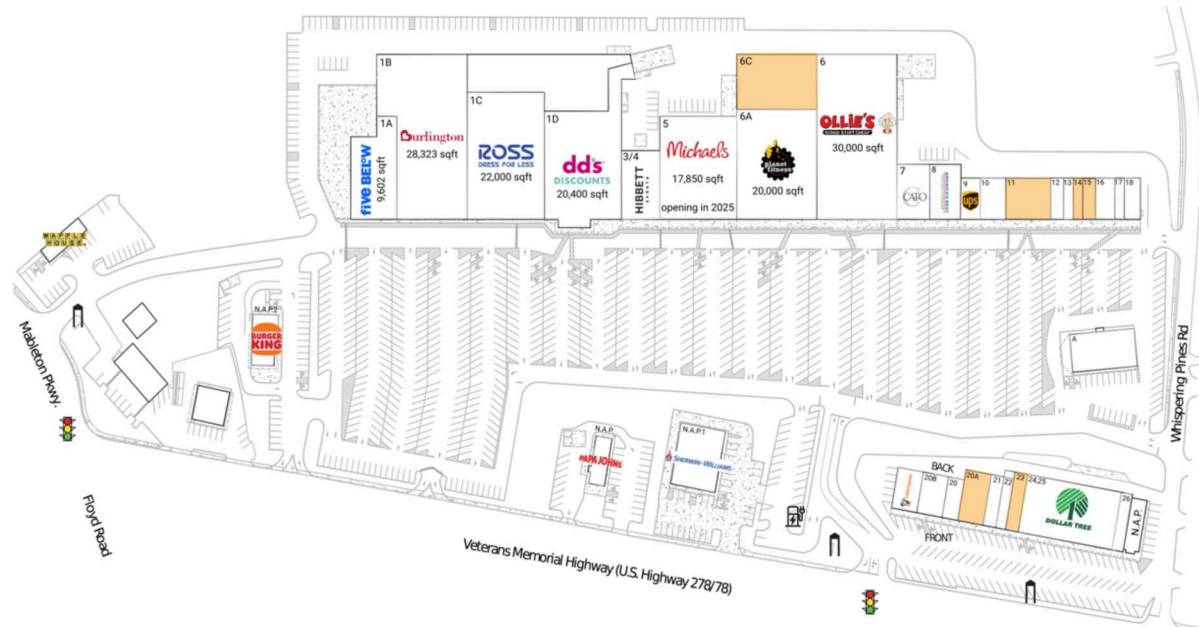 1B
6C
6
1C
1A
1D
5
6A
Burlington
28,323 sqft
ROSS
DRESS FOR LESS
22,000 sqft
dd's
DISCOUNTS
20,400 sqft
five BEL°W
9,602 sqft
3/4
HIBBETT
SPORTS
Michaels
17,850 sqft
opening in 2025
planet
fitness
20,000 sqft
OLLIE'S
30,000 sqft
7
CATO
8
9
ups
10
11
12
13
14
15
16
17
18
WAFFLE
HOUSE
N.A.P.2
BURGER
KING
A
Mableton Pkwy.
Whispering Pines Rd
N.A.P.
PAPA JOHNS
N.A.P.1
SHERWIN-WILLIAMS
BACK
20B
20
20A
21
22
23
24,25
DOLLAR TREE
26
N.A.P.
FRONT
Floyd Road
Veterans Memorial Highway (U.S. Highway 278/78)